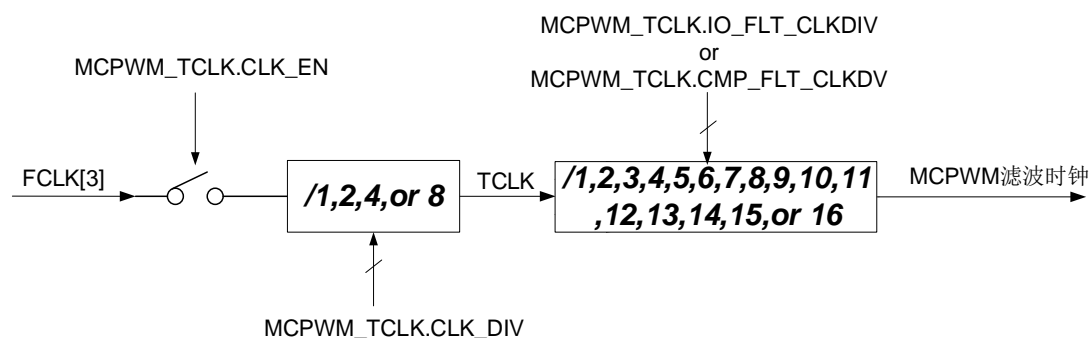 MCPWM_TCLK.IO_FLT_CLKDIV
or
MCPWM_TCLK.CLK_EN
MCPWM_TCLK.CMP_FLT_CLKDV
FCLK[3]
/1,2,4,or 8
TCLK
/1,2,3,4,5,6,7,8,9,10,11
,12,13,14,15,or 16
MCPWM滤波时钟
MCPWM_TCLK.CLK_DIV